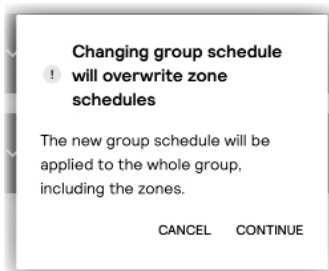 Changing group schedule
will overwrite zone
schedules
!
The new group schedule will be
applied to the whole group,
including the zones.
CANCEL CONTINUE